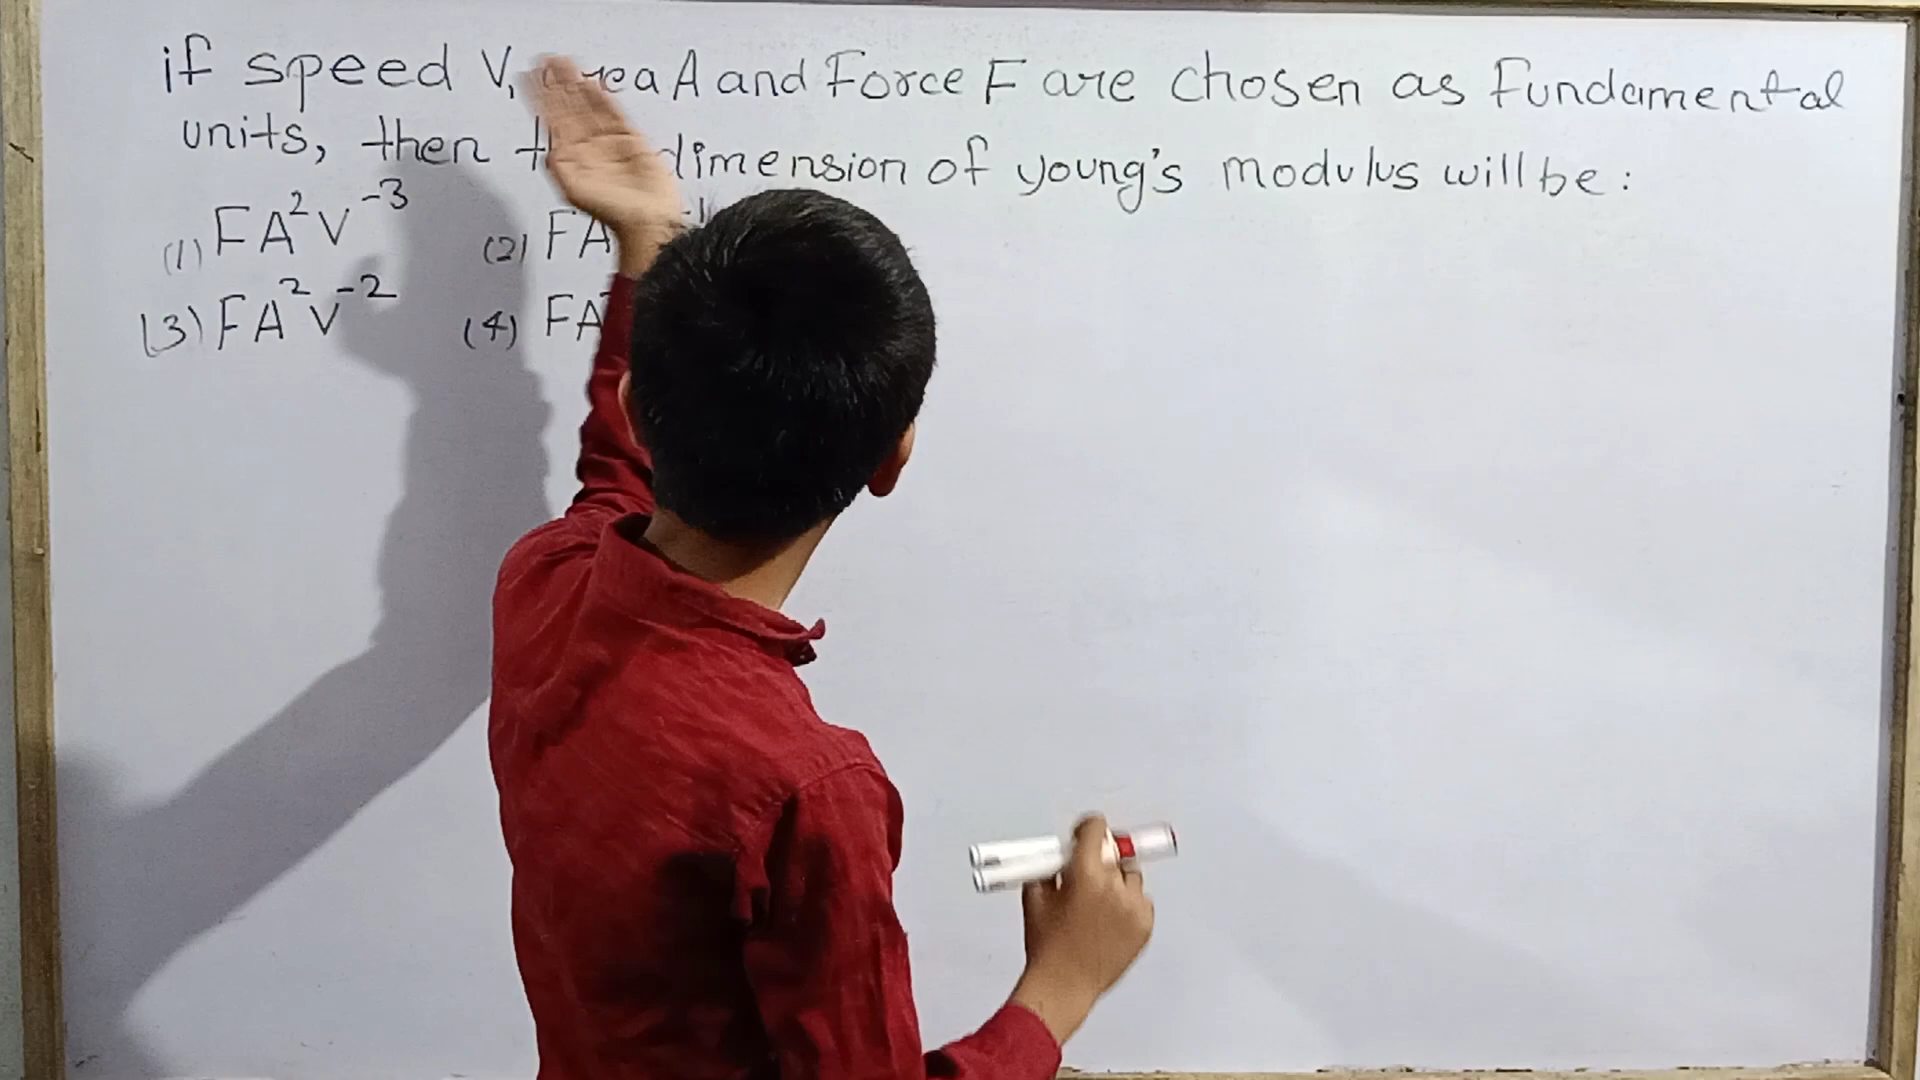 if speed V, area A and Force F are chosen as Fundamental
units, then dimension of young's modulus will be:
(1) FA²V⁻³ (2) FA
(3) FA²V⁻² (4) FA